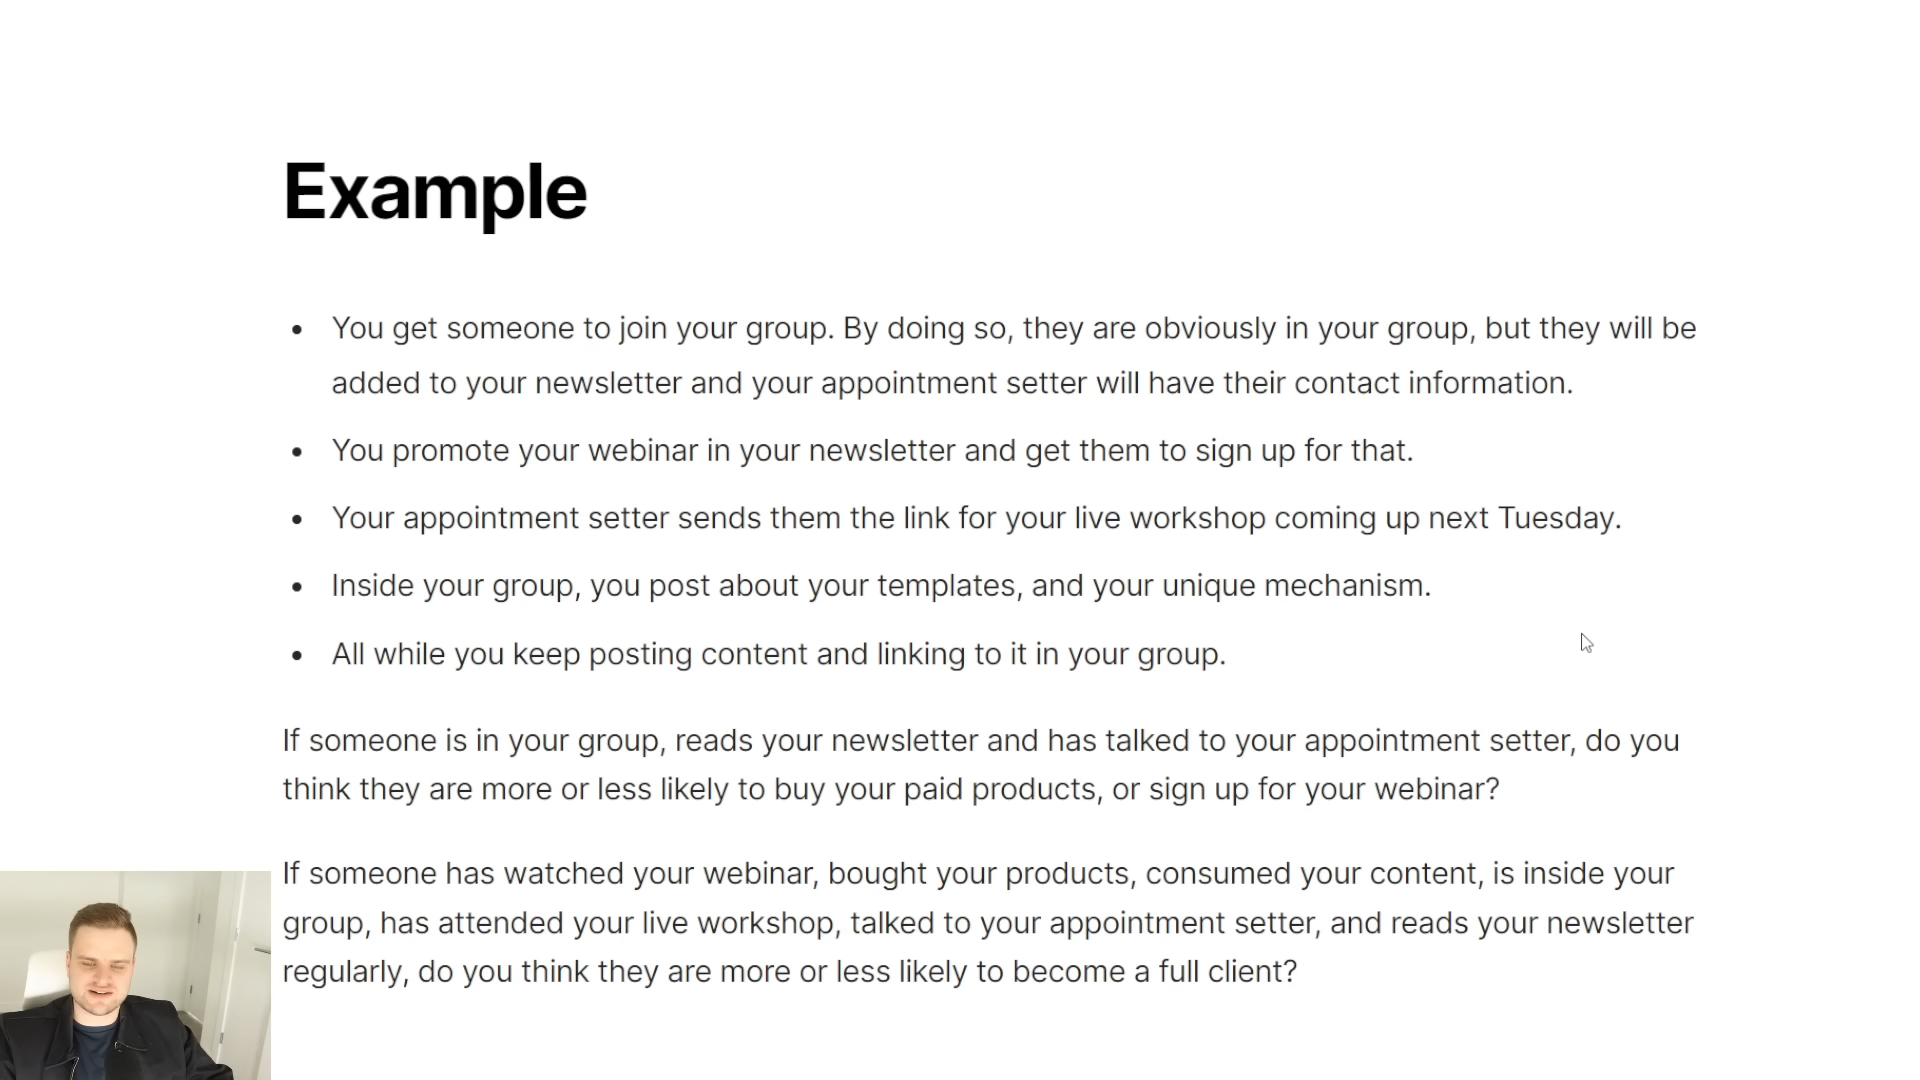 Example
You get someone to join your group. By doing so, they are obviously in your group, but they will be
added to your newsletter and your appointment setter will have their contact information.
You promote your webinar in your newsletter and get them to sign up for that.
Your appointment setter sends them the link for your live workshop coming up next Tuesday.
Inside your group, you post about your templates, and your unique mechanism.
All while you keep posting content and linking to it in your group.
If someone is in your group, reads your newsletter and has talked to your appointment setter, do you
think they are more or less likely to buy your paid products, or sign up for your webinar?
If someone has watched your webinar, bought your products, consumed your content, is inside your
group, has attended your live workshop, talked to your appointment setter, and reads your newsletter
regularly, do you think they are more or less likely to become a full client?